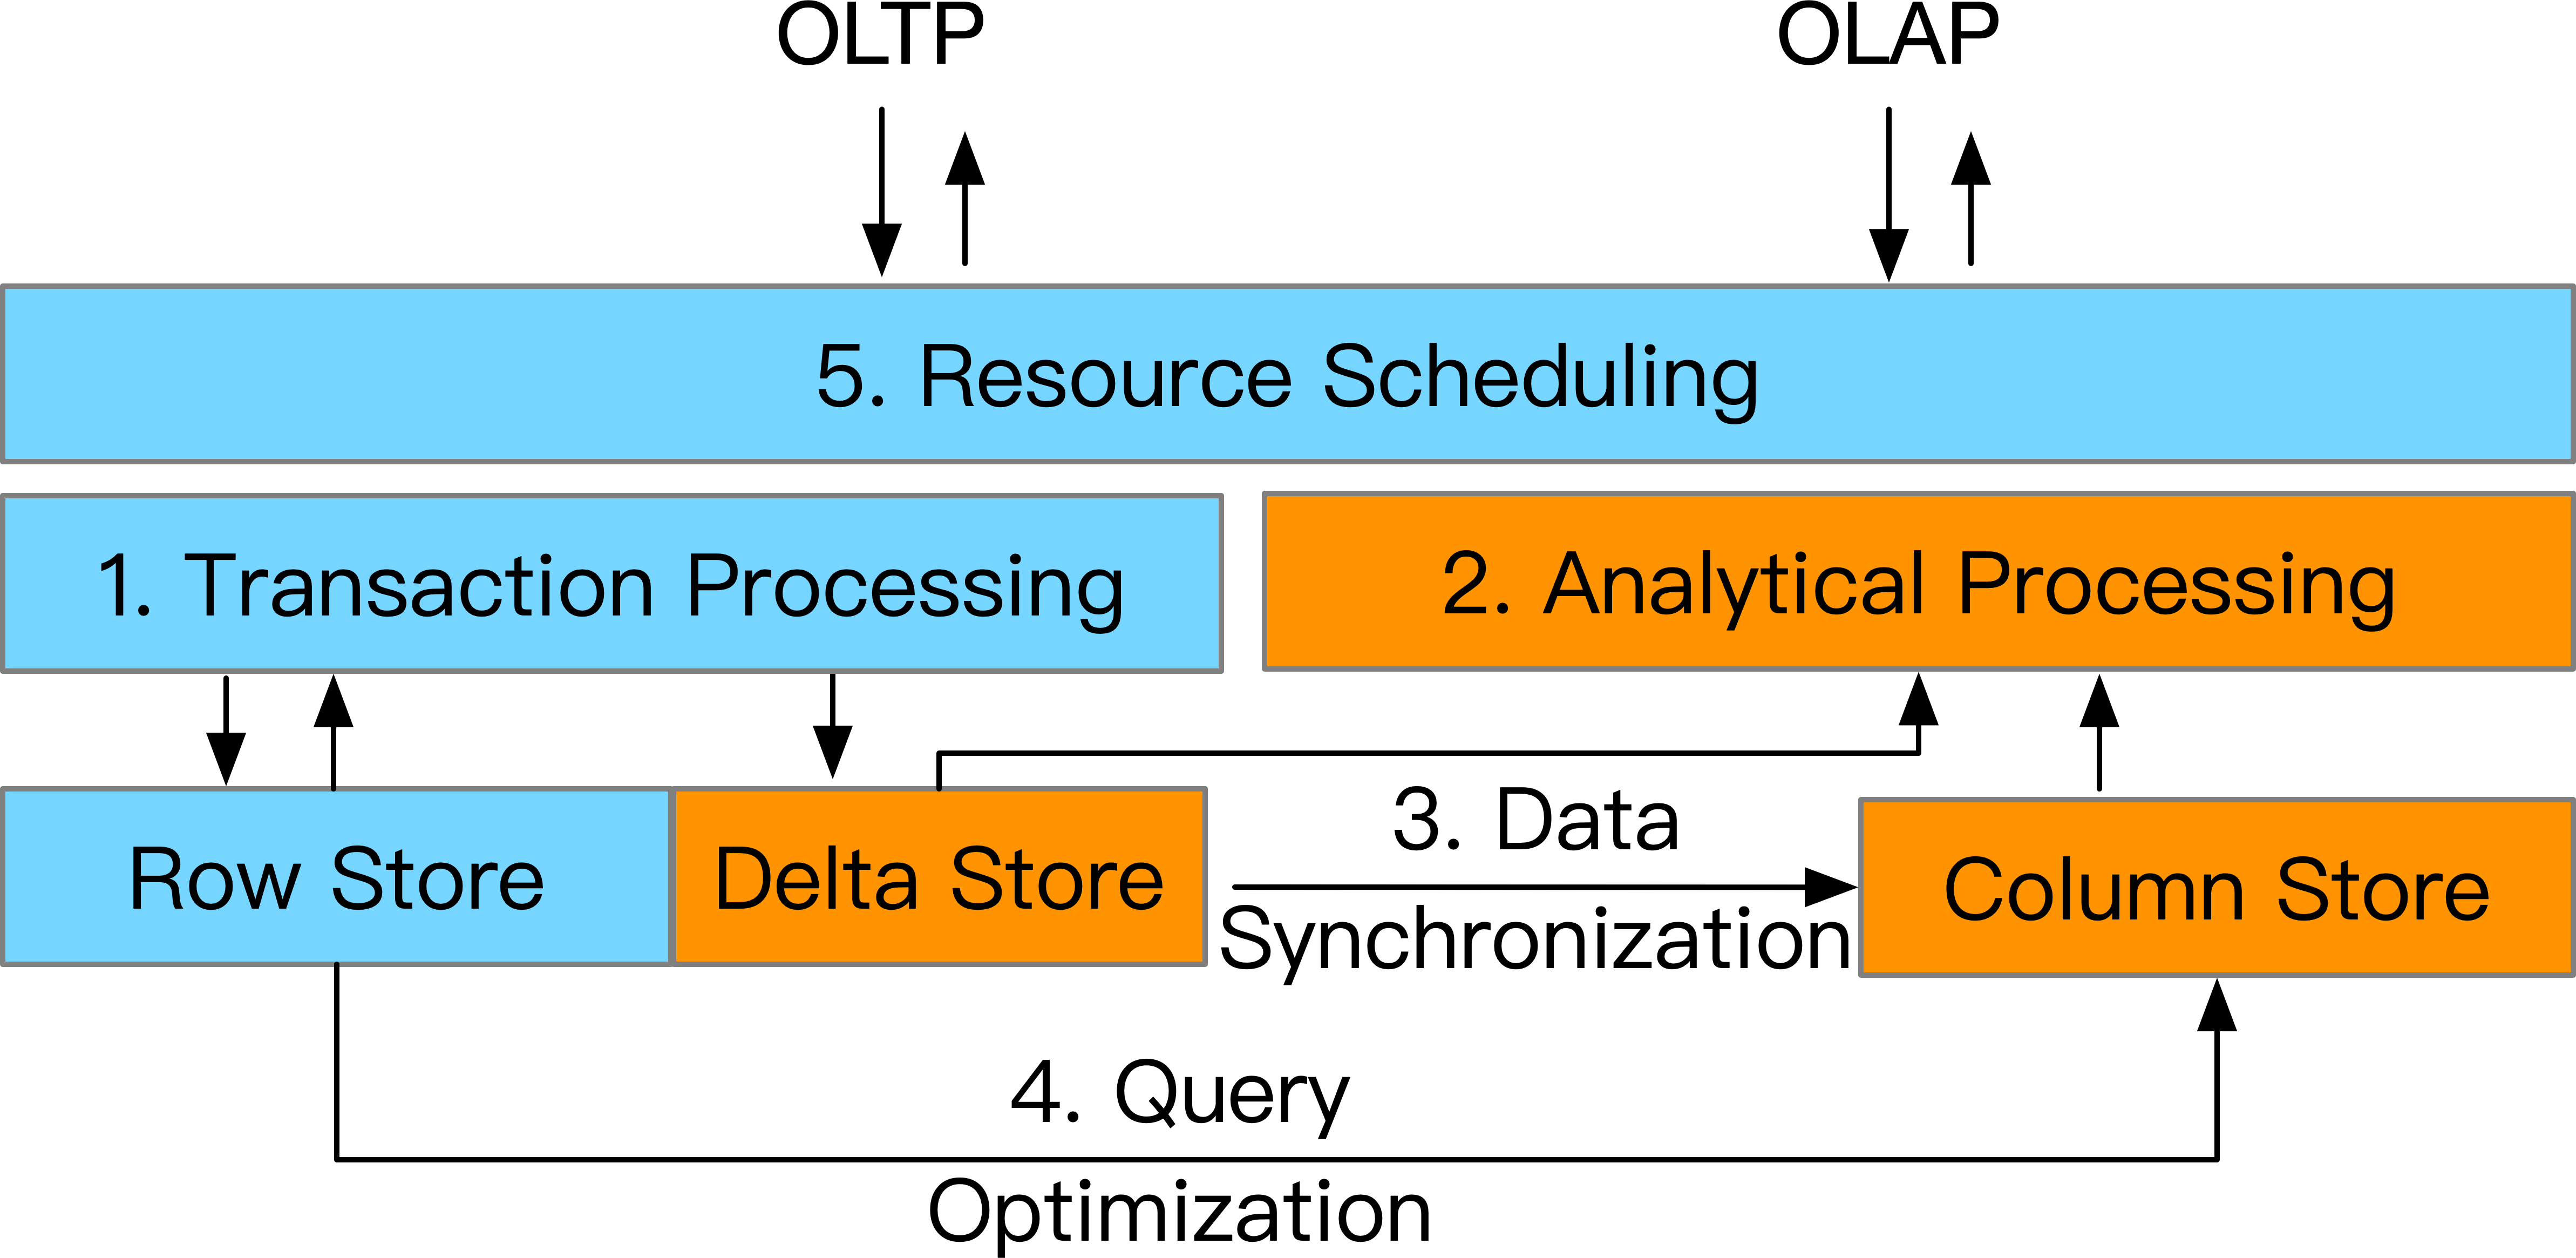 OLTP
OLAP
5. Resource Scheduling
1. Transaction Processing
2. Analytical Processing
Row Store
Delta Store
3. Data
Synchronization
Column Store
4. Query
Optimization